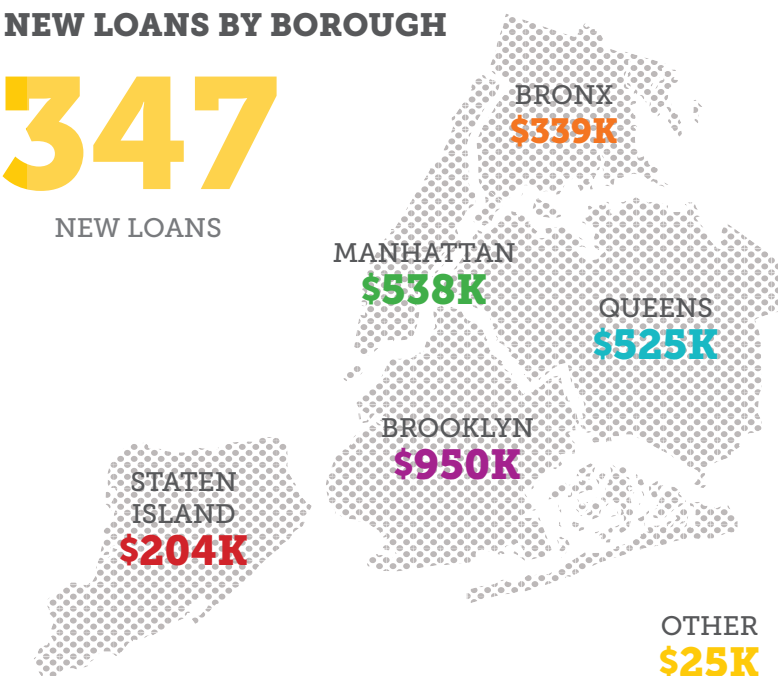 NEW LOANS BY BOROUGH
347
NEW LOANS
BRONX
$339K
MANHATTAN
$538K
QUEENS
$525K
BROOKLYN
$950K
STATEN
ISLAND
$204K
OTHER
$25K